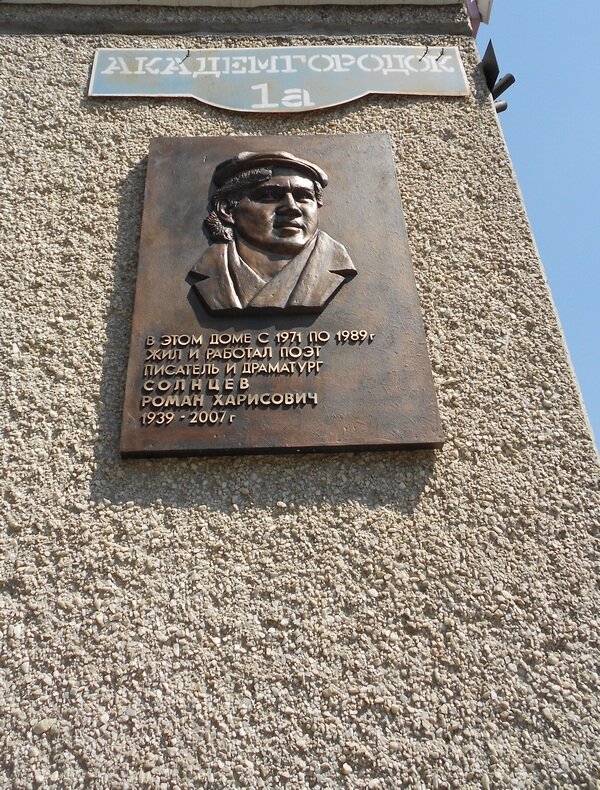 АКАДЕМГОРОДОК
1а
В ЭТОМ ДОМЕ С 1971 ПО 1989 г
ЖИЛ И РАБОТАЛ ПОЭТ
ПИСАТЕЛЬ И ДРАМАТУРГ
СОЛНЦЕВ
РОМАН ХАРИСОВИЧ
1939 - 2007 г